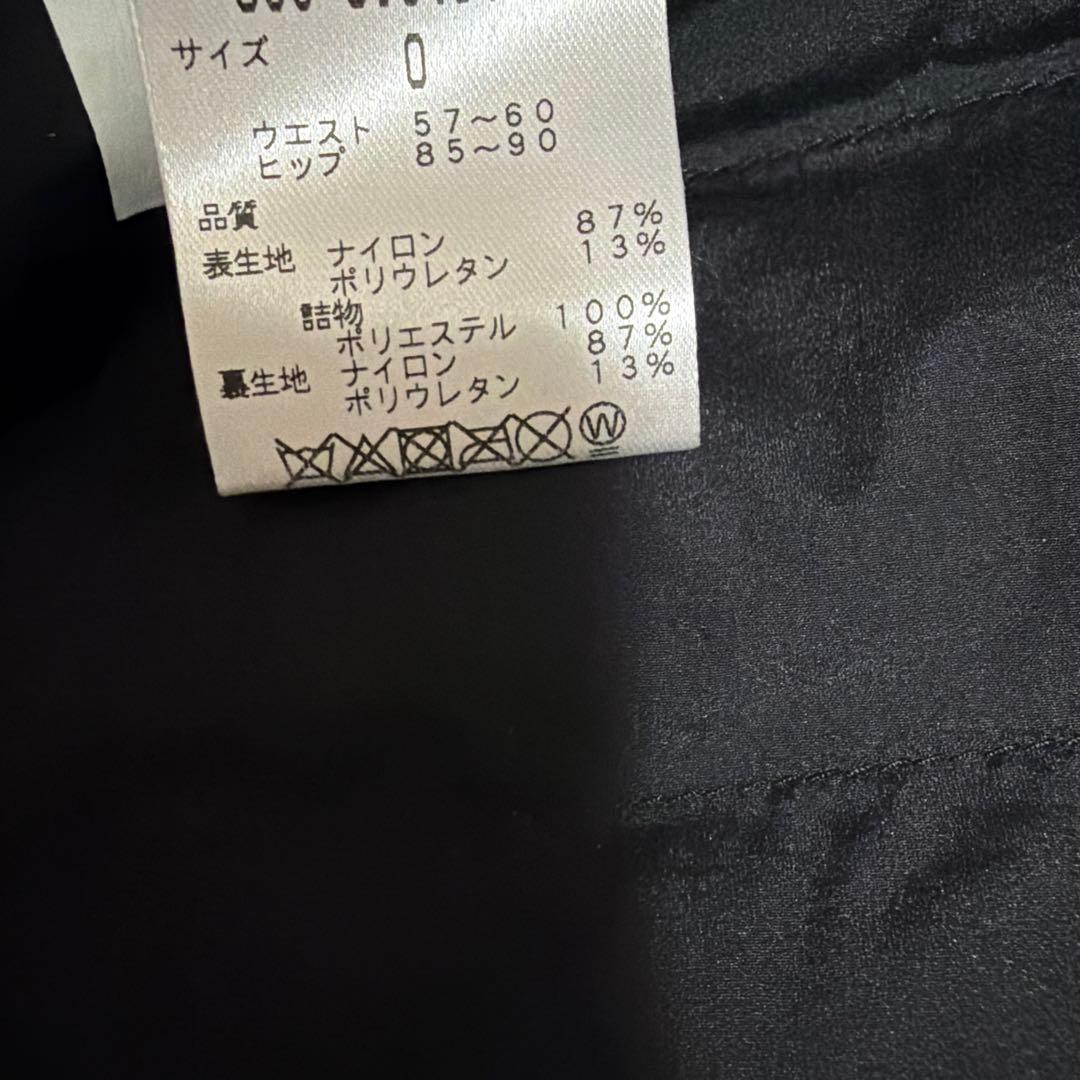 サイズ 0
ウエスト 57～60
ヒップ 85～90
品質
表生地 ナイロン 87%
ポリウレタン 13%
詰物
ポリエステル 100%
裏生地 ナイロン 87%
ポリウレタン 13%
W